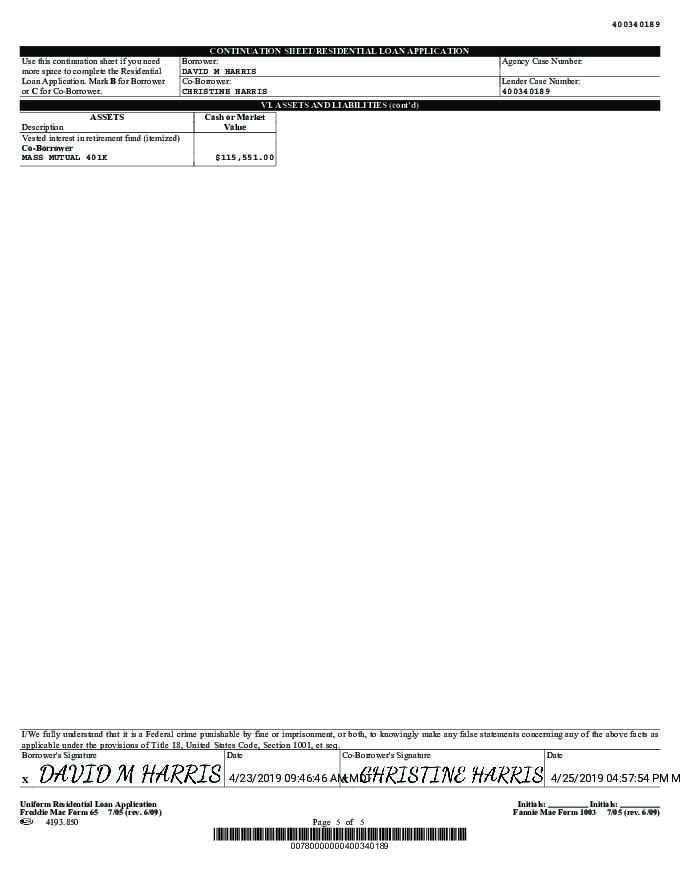 400340189
CONTINUATION SHEET/RESIDENTIAL LOAN APPLICATION
Use this continuation sheet if you need
more space to complete the Residential
Loan Application. Mark B for Borrower
or C for Co-Borrower.
Borrower:
DAVID M HARRIS
Co-Borrower:
CHRISTINE HARRIS
Agency Case Number:
Lender Case Number:
400340189
VI. ASSETS AND LIABILITIES (cont'd)
ASSETS
Description
Cash or Market
Value
Vested interest in retirement fund (itemized)
Co-Borrower
MASS MUTUAL 401K $115,551.00
I/We fully understand that it is a Federal crime punishable by fine or imprisonment, or both, to knowingly make any false statements concerning any of the above facts as
applicable under the provisions of Title 18, United States Code, Section 1001, et seq.
Borrower's Signature Date Co-Borrower's Signature Date
X DAVID M HARRIS 4/23/2019 09:46:46 AM CHRISTINE HARRIS 4/25/2019 04:57:54 PM M
Uniform Residential Loan Application Initials: Initials:
Freddie Mac Form 65 7/05 (rev. 6/09) Fannie Mae Form 1003 7/05 (rev. 6/09)
4193.850 Page 5 of 5
00780000000400340189